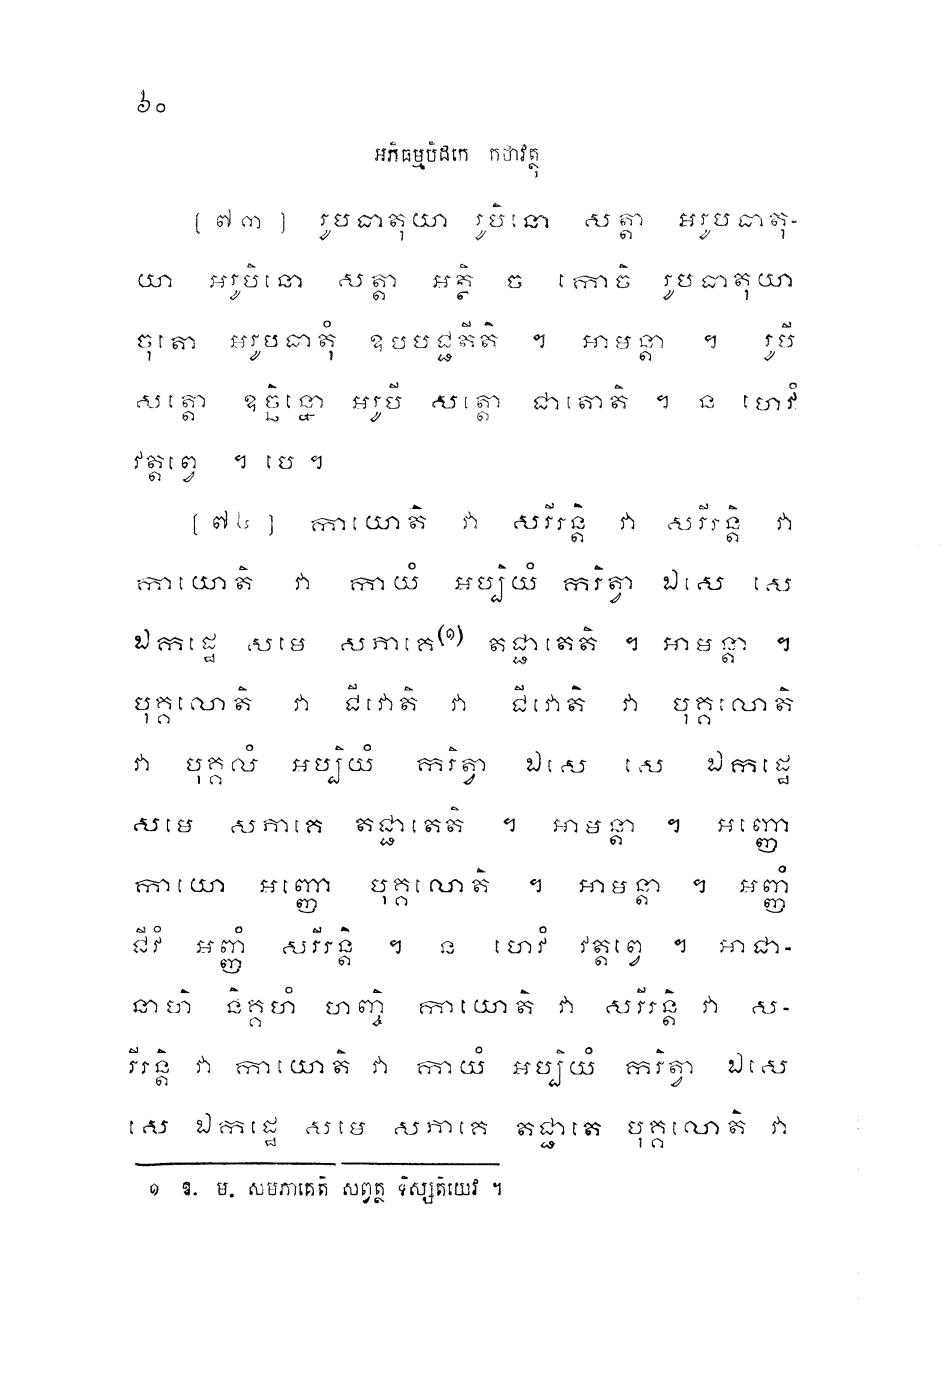 ៦០
អភិធម្មបិដកេ កថាវត្ថុ
[៧៣] រូបធាតុយា រូបិនោ សត្តា អរូបធាតុ-
យា អរូបិនោ សត្តា អត្ថិ ច កោចិ រូបធាតុយា
ចុតោ អរូបធាតុំ ឧបបជ្ជតីតិ ។ អាមន្តា ។ រូបី
សត្តោ ឧច្ឆិន្នោ អរូបី សត្តោ ជាតោតិ ។ ន ហេវំ
វត្តព្វេ ។ បេ ។
[៧៤] កាយោតិ វា សរីរន្តិ វា សរីរន្តិ វា
កាយោតិ វា កាយំ អប្បិយំ ករិត្វា ឯសេ សេ
ឯកដ្ឋេ សមេ សភាគេ(១) តជ្ជាតេតិ ។ អាមន្តា ។
បុគ្គលោតិ វា ជីវោតិ វា ជីវោតិ វា បុគ្គលោតិ
វា បុគ្គលំ អប្បិយំ ករិត្វា ឯសេ សេ ឯកដ្ឋេ
សមេ សភាគេ តជ្ជាតេតិ ។ អាមន្តា ។ អញ្ញោ
កាយោ អញ្ញោ បុគ្គលោតិ ។ អាមន្តា ។ អញ្ញំ
ជីវំ អញ្ញំ សរីរន្តិ ។ ន ហេវំ វត្តព្វេ ។ អាជា-
នាហិ និគ្គហំ ហញ្ចិ កាយោតិ វា សរីរន្តិ វា ស-
រីរន្តិ វា កាយោតិ វា កាយំ អប្បិយំ ករិត្វា ឯសេ
សេ ឯកដ្ឋេ សមេ សភាគេ តជ្ជាតេ បុគ្គលោតិ វា
១ ឱ. ម. សមភាគេតិ សព្វត្ថ ទិស្សតិយេវ ។